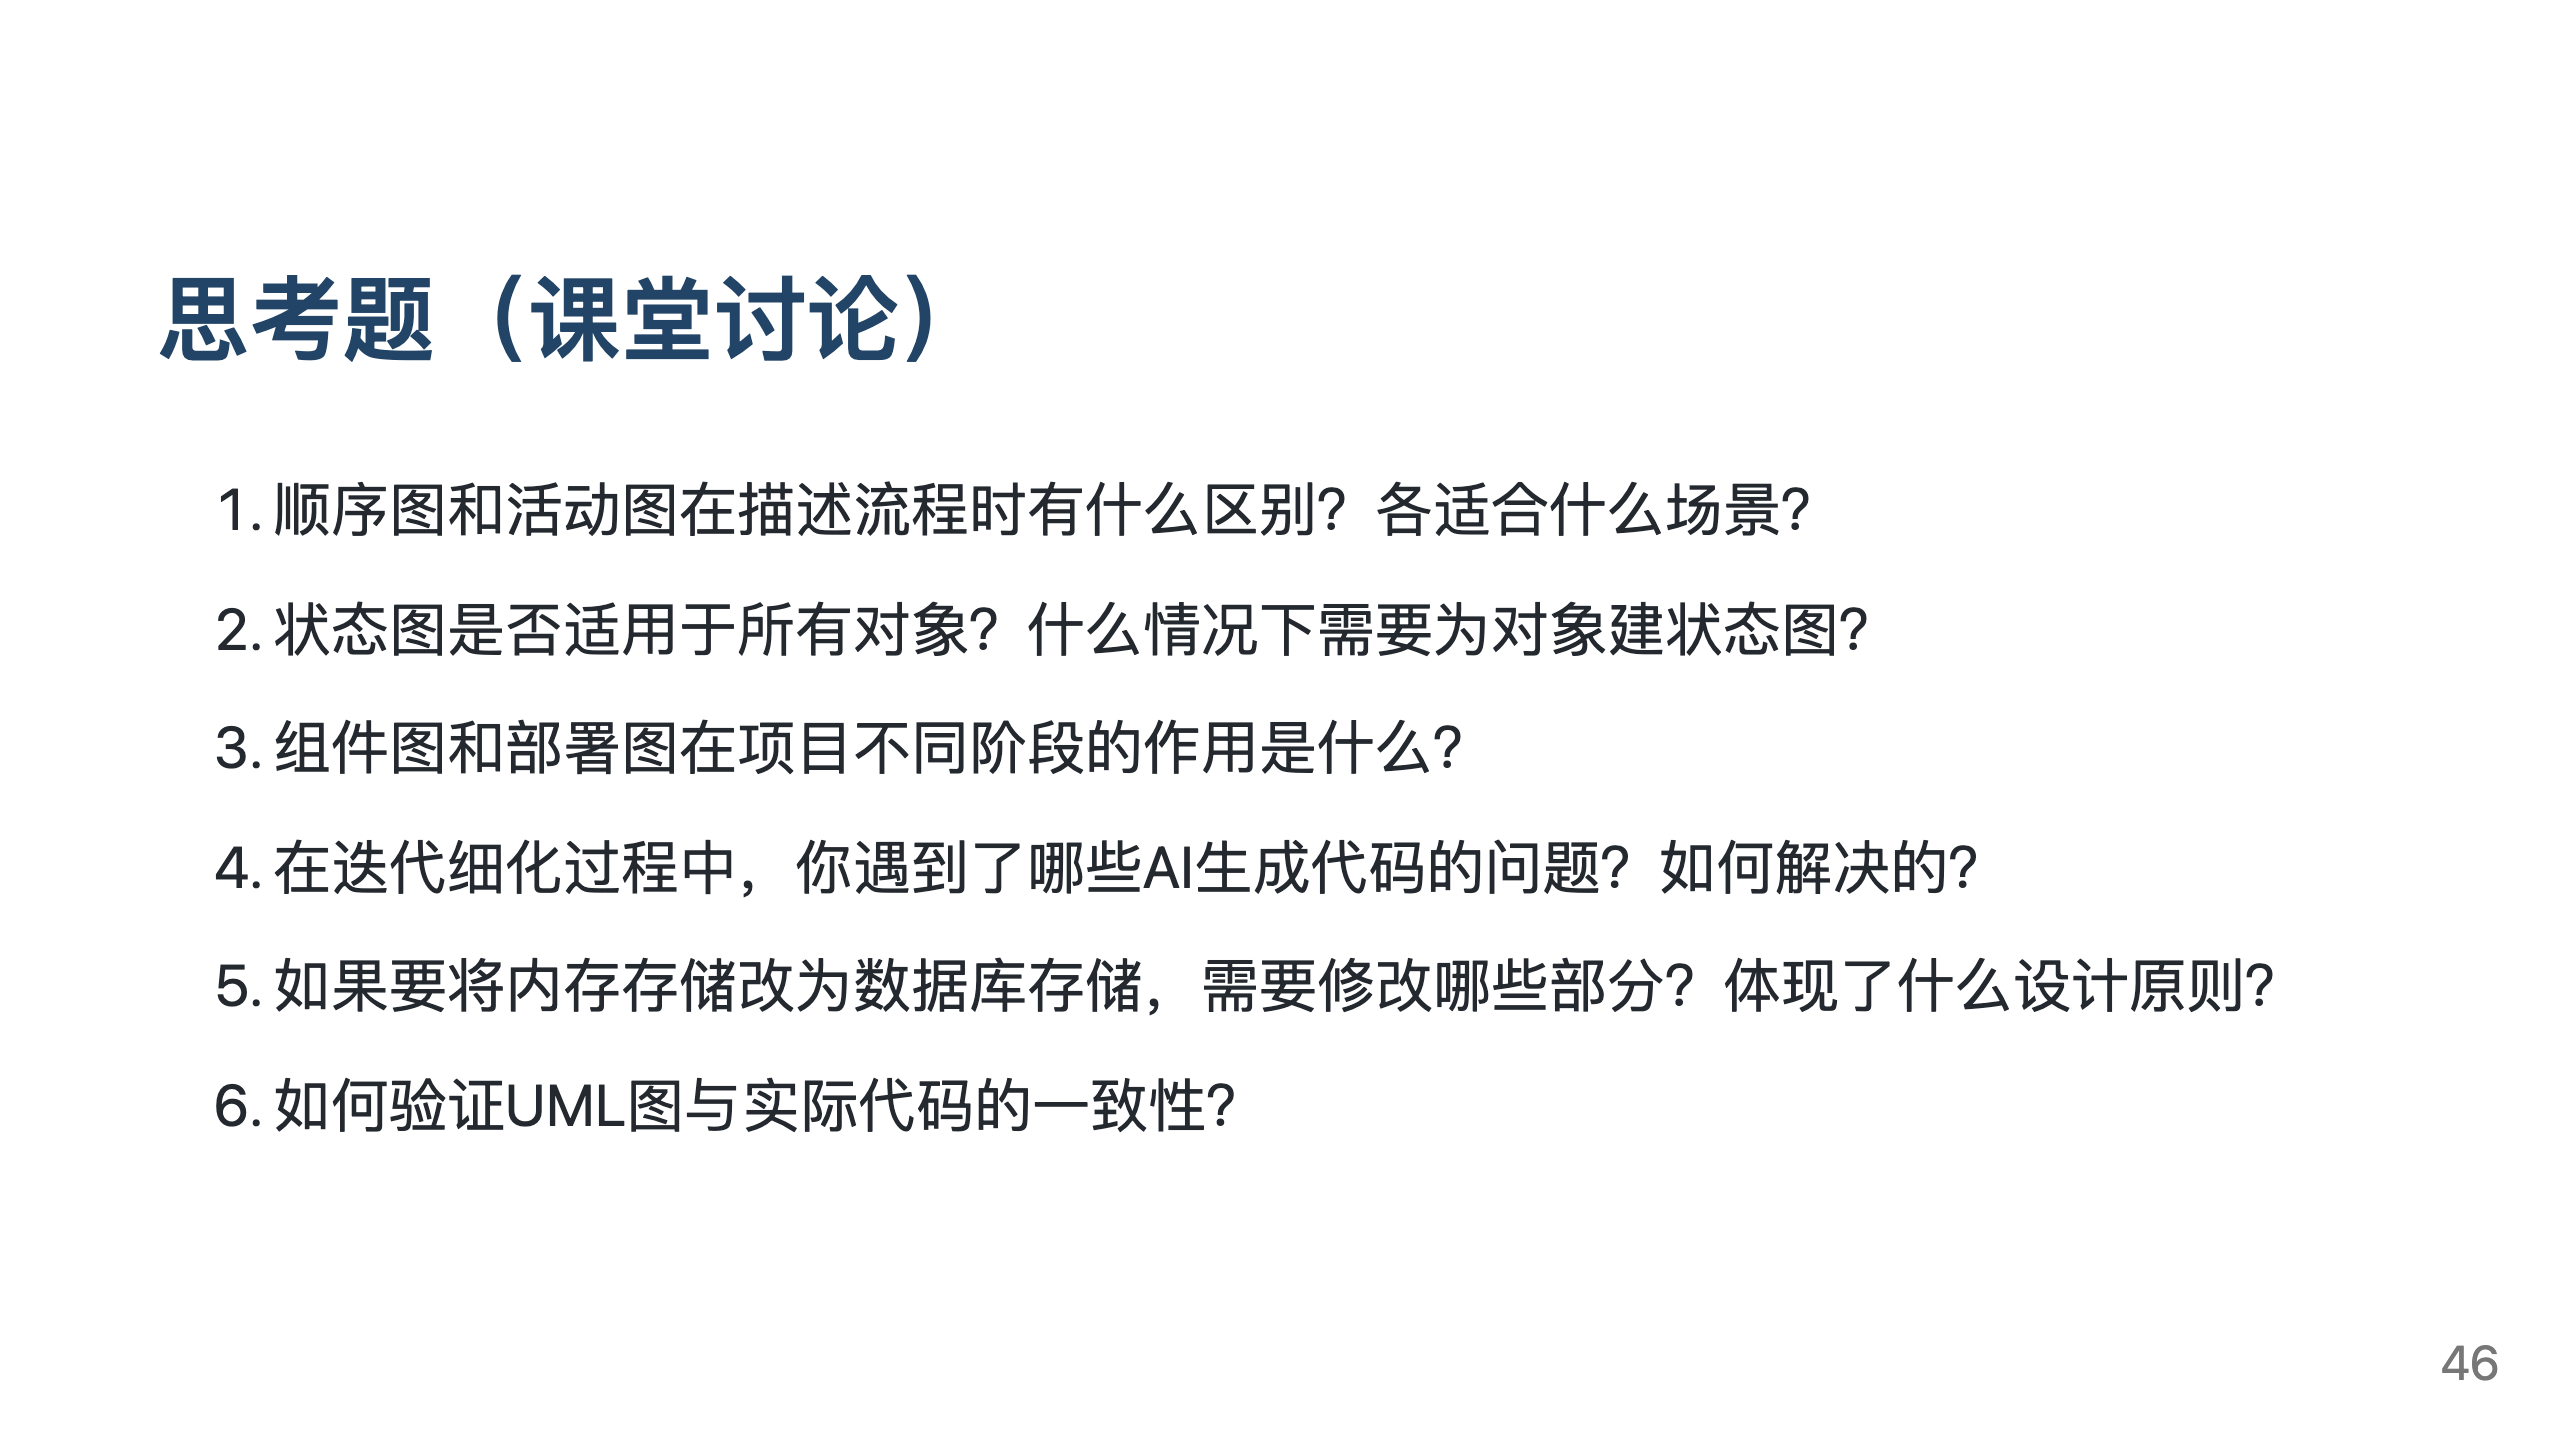 思考题（课堂讨论）
1. 顺序图和活动图在描述流程时有什么区别？各适合什么场景？
2. 状态图是否适用于所有对象？什么情况下需要为对象建状态图？
3. 组件图和部署图在项目不同阶段的作用是什么？
4. 在迭代细化过程中，你遇到了哪些AI生成代码的问题？如何解决的？
5. 如果要将内存存储改为数据库存储，需要修改哪些部分？体现了什么设计原则？
6. 如何验证UML图与实际代码的一致性？
46